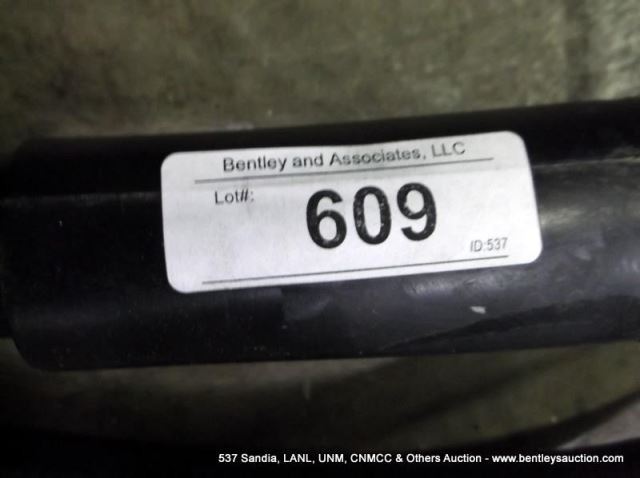 Bentley and Associates, LLC
Lot#:
609
ID:537
537 Sandia, LANL, UNM, CNMCC & Others Auction - www.bentleysauction.com